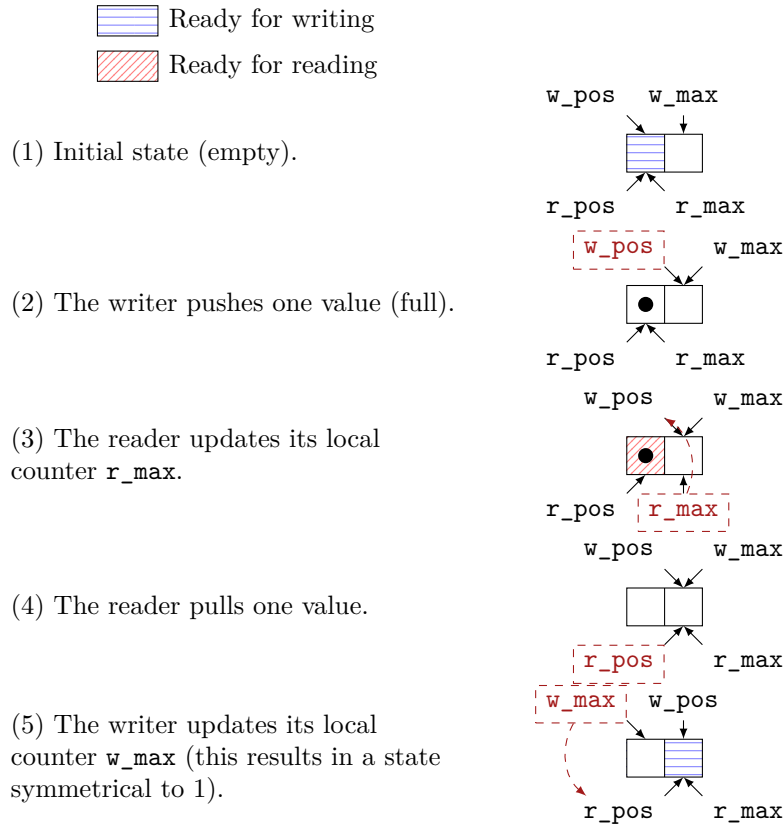 Ready for writing
Ready for reading
w_pos w_max
(1) Initial state (empty).
r_pos r_max
w_pos w_max
(2) The writer pushes one value (full).
r_pos r_max
w_pos w_max
(3) The reader updates its local
counter r_max.
r_pos r_max
w_pos w_max
(4) The reader pulls one value.
r_pos r_max
w_max w_pos
(5) The writer updates its local
counter w_max (this results in a state
symmetrical to 1).
r_pos r_max